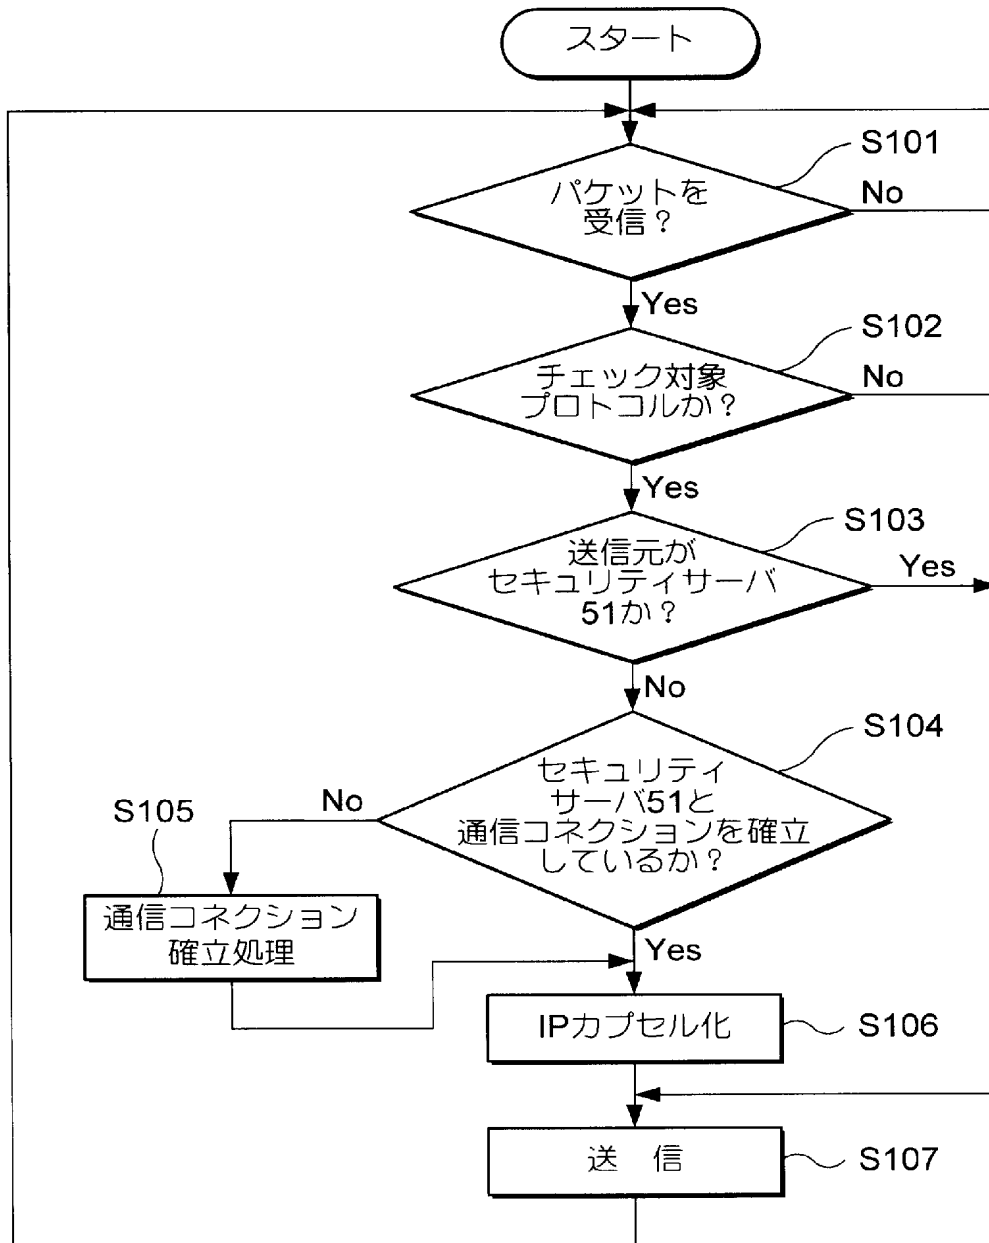 スタート
S101
パケットを
受信？
No
Yes
S102
チェック対象
プロトコルか？
No
Yes
S103
送信元が
セキュリティサーバ
51か？
Yes
No
S104
セキュリティ
サーバ51と
通信コネクションを確立
しているか？
No
S105
通信コネクション
確立処理
Yes
IPカプセル化
S106
送　信
S107